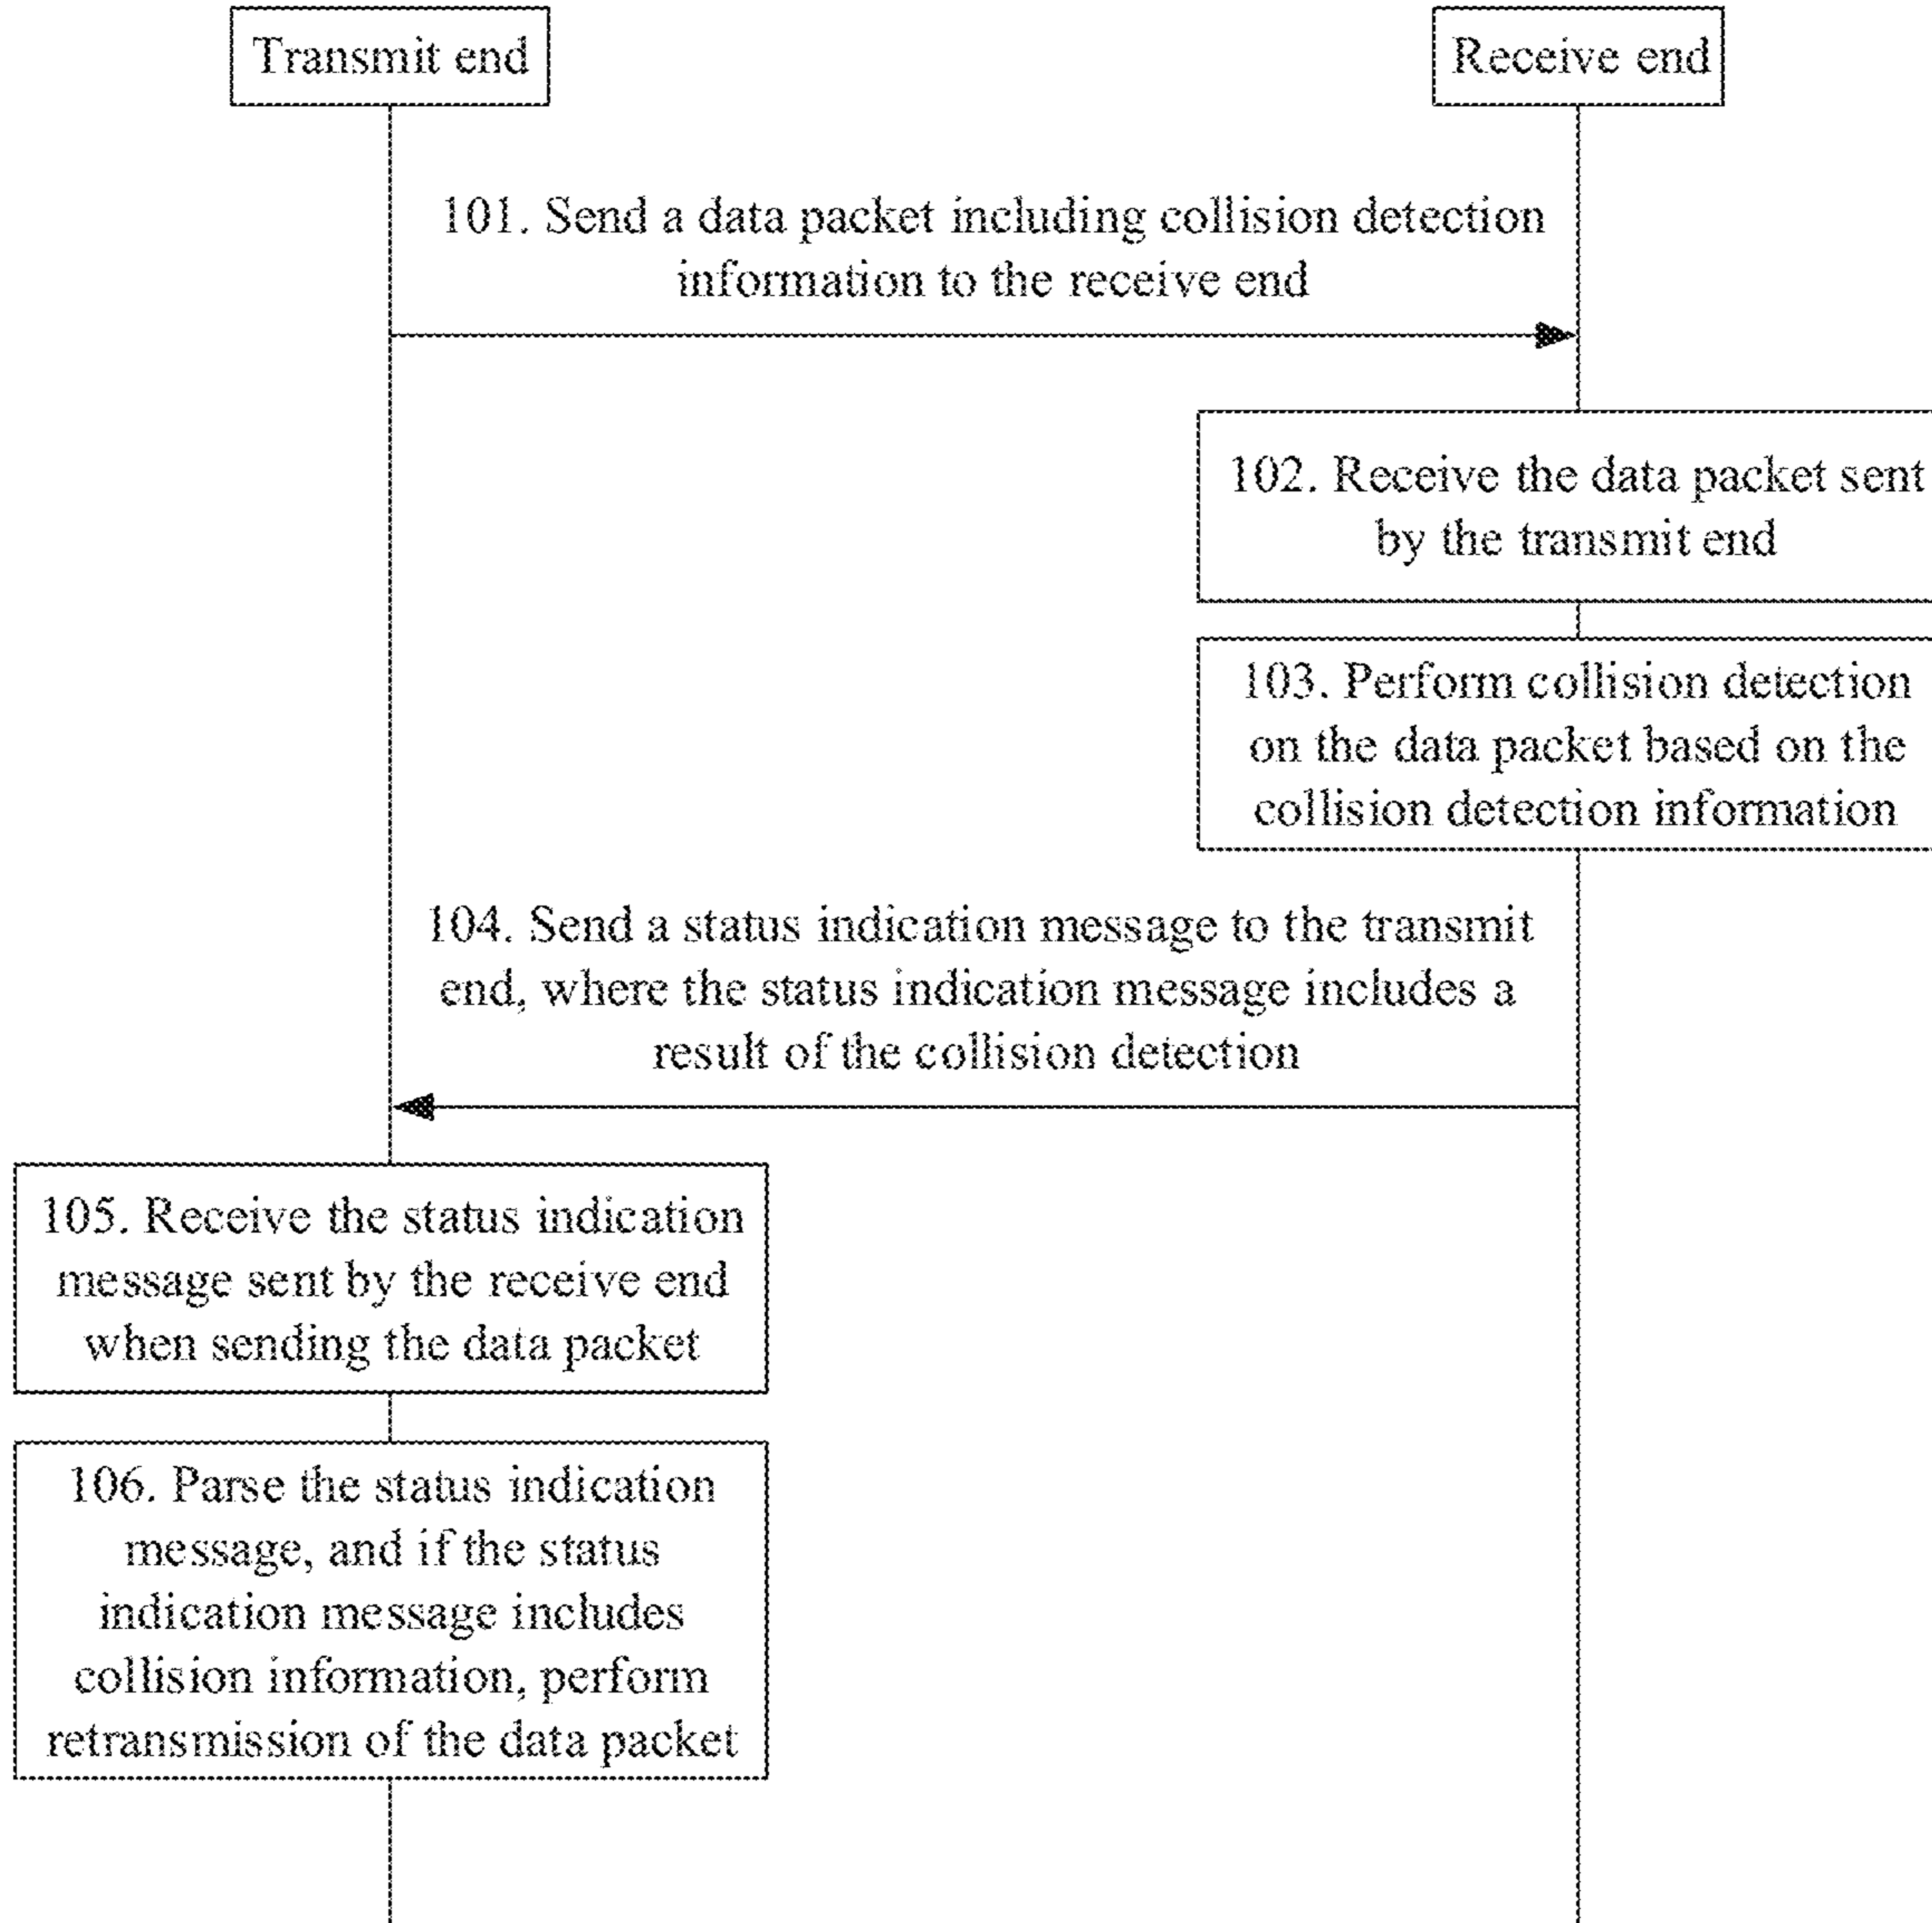 Transmit end
Receive end
101. Send a data packet including collision detection
information to the receive end
102. Receive the data packet sent
by the transmit end
103. Perform collision detection
on the data packet based on the
collision detection information
104. Send a status indication message to the transmit
end, where the status indication message includes a
result of the collision detection
105. Receive the status indication
message sent by the receive end
when sending the data packet
106. Parse the status indication
message, and if the status
indication message includes
collision information, perform
retransmission of the data packet